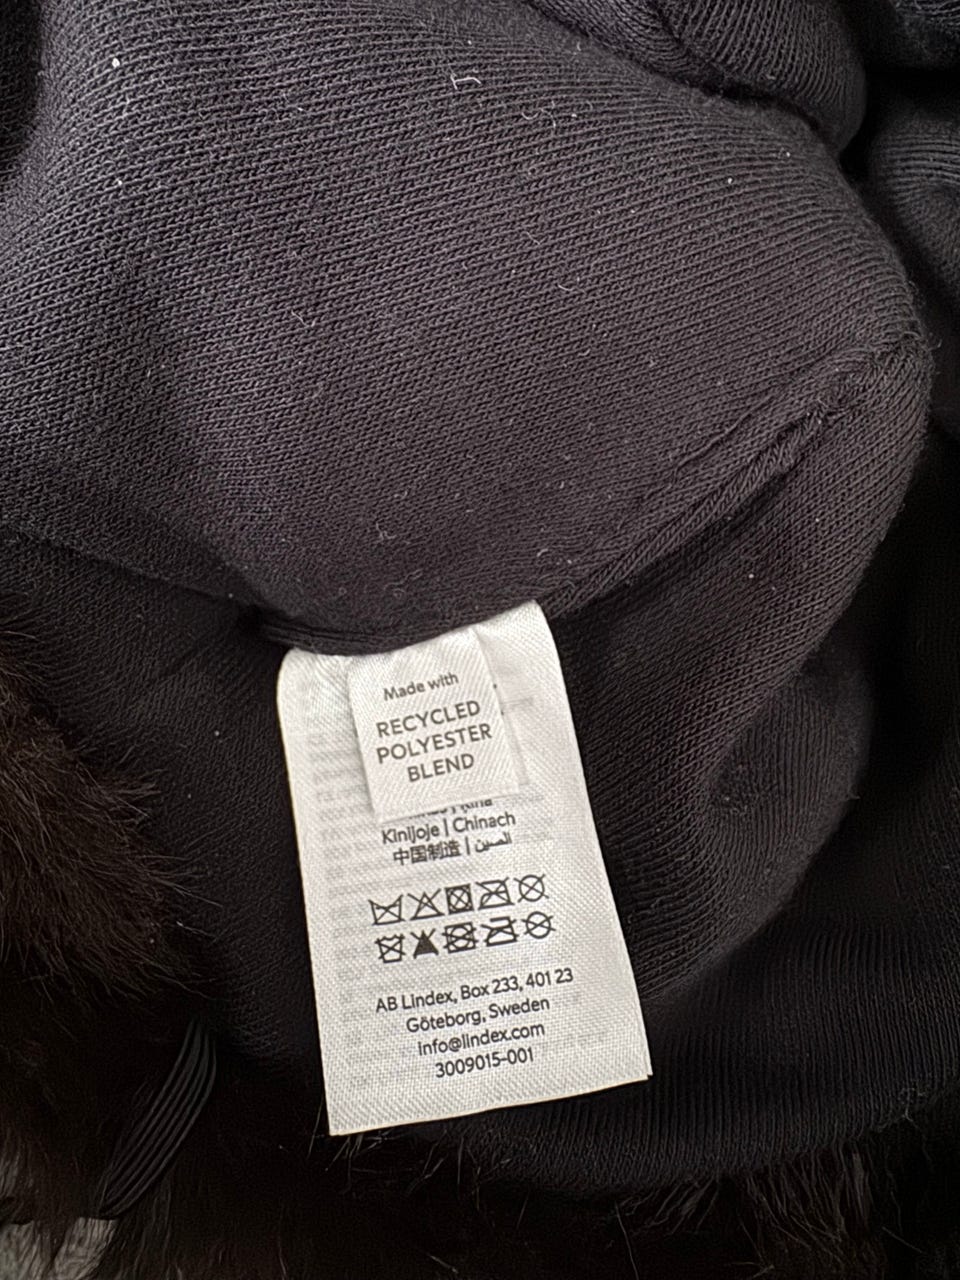 Made with
RECYCLED
POLYESTER
BLEND
Kinijoje | Chinach
中国制造 | الصين
AB Lindex, Box 233, 401 23
Göteborg, Sweden
info@lindex.com
3009015-001